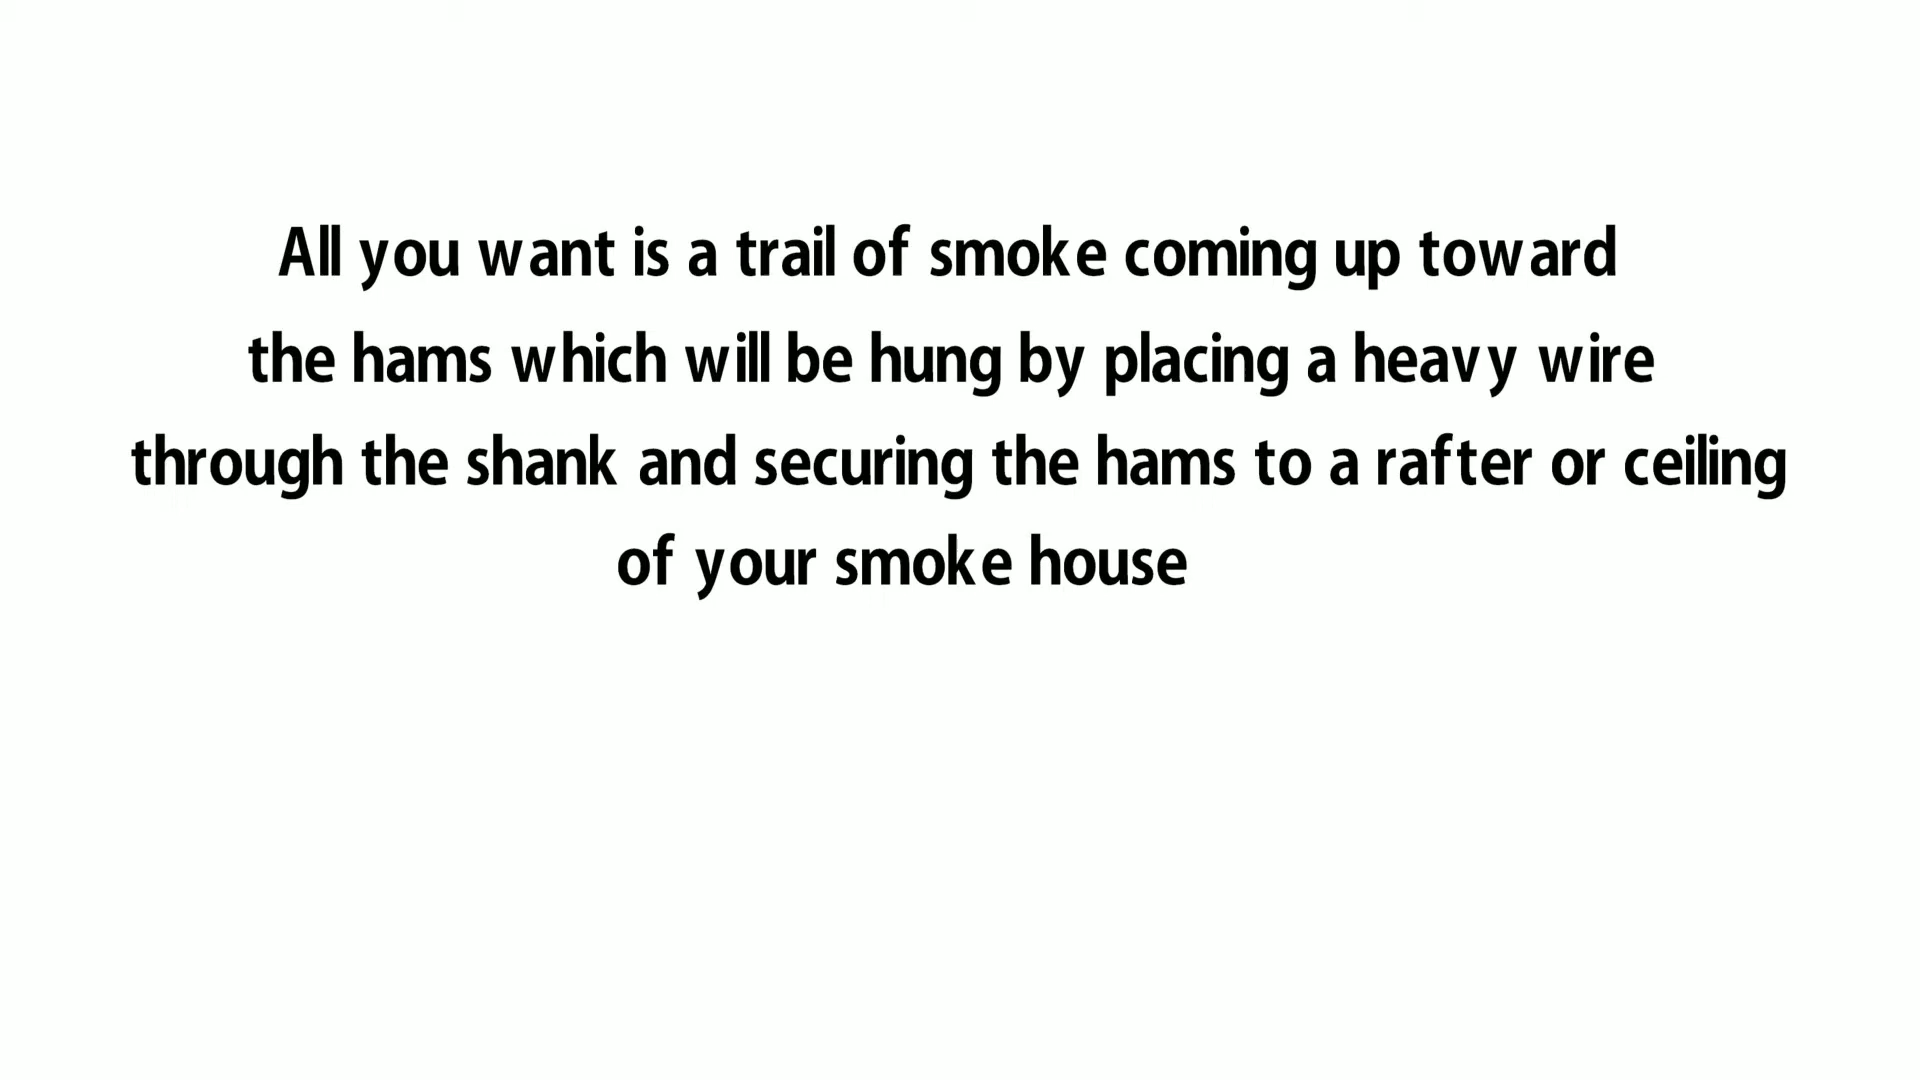 All you want is a trail of smoke coming up toward
the hams which will be hung by placing a heavy wire
through the shank and securing the hams to a rafter or ceiling
of your smoke house